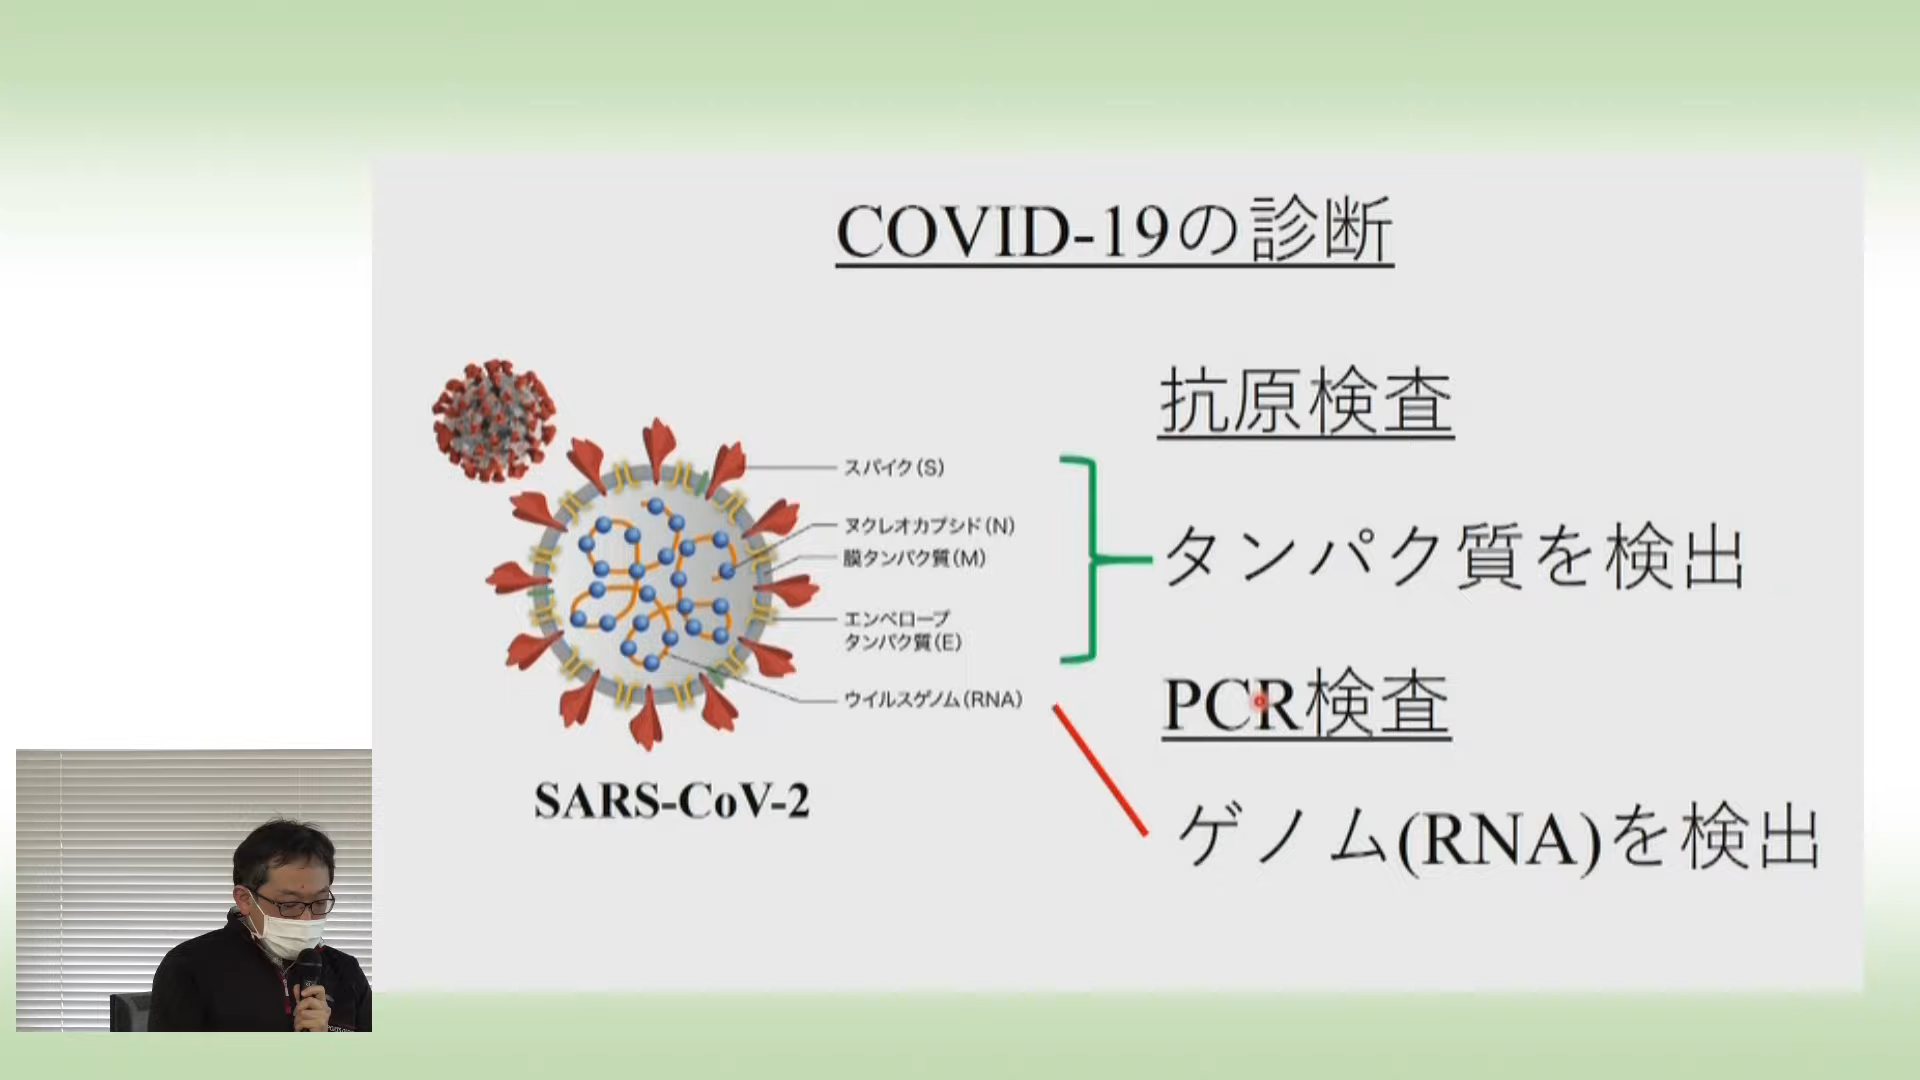 COVID-19の診断
抗原検査
スパイク(S)
ヌクレオカプシド(N)
膜タンパク質(M)
タンパク質を検出
エンベロープ
タンパク質(E)
PCR検査
ウイルスゲノム(RNA)
SARS-CoV-2
ゲノム(RNA)を検出